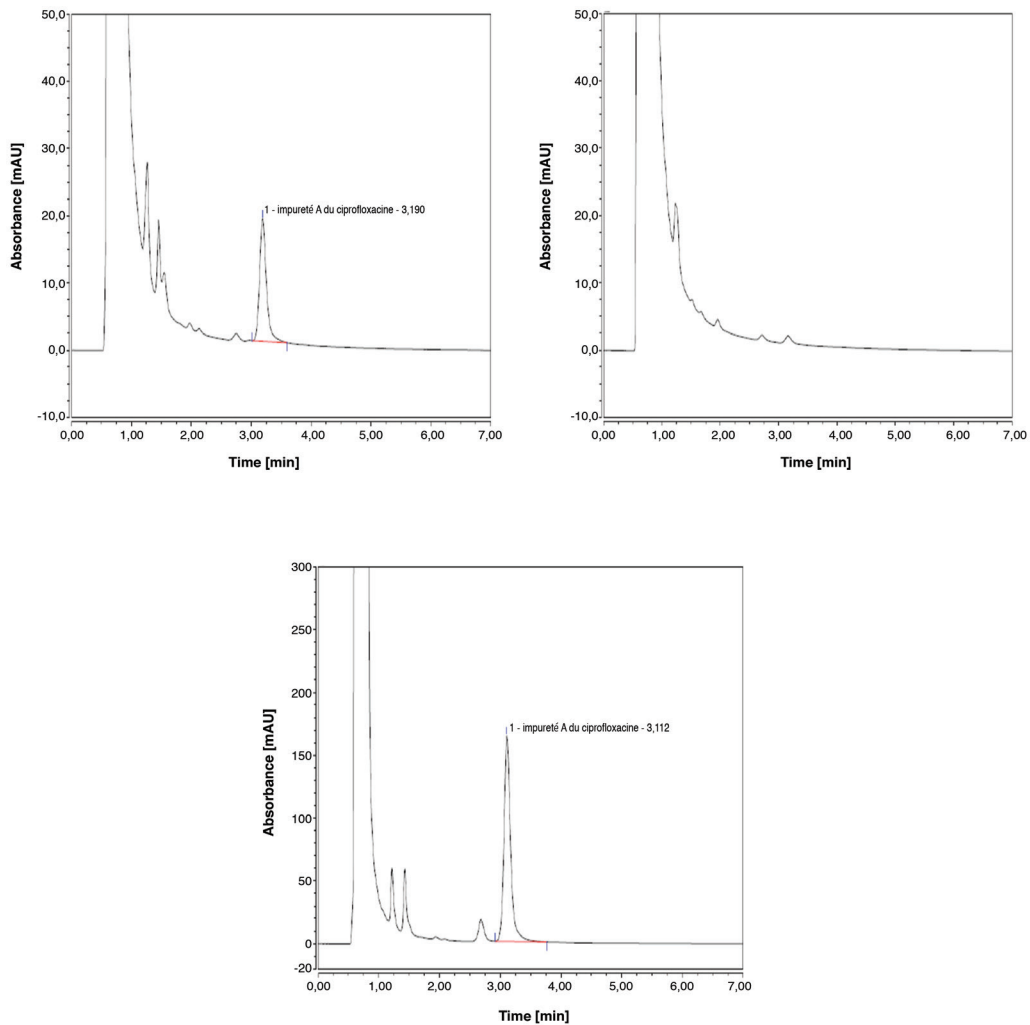 50,0
40,0
30,0
20,0
10,0
0,0
-10,0
Absorbance [mAU]
1 - impureté A du ciprofloxacine - 3,190
0,00 1,00 2,00 3,00 4,00 5,00 6,00 7,00
Time [min]
50,0
40,0
30,0
20,0
10,0
0,0
-10,0
Absorbance [mAU]
0,00 1,00 2,00 3,00 4,00 5,00 6,00 7,00
Time [min]
300
250
200
150
100
50
0
-20
Absorbance [mAU]
1 - impureté A du ciprofloxacine - 3,112
0,00 1,00 2,00 3,00 4,00 5,00 6,00 7,00
Time [min]